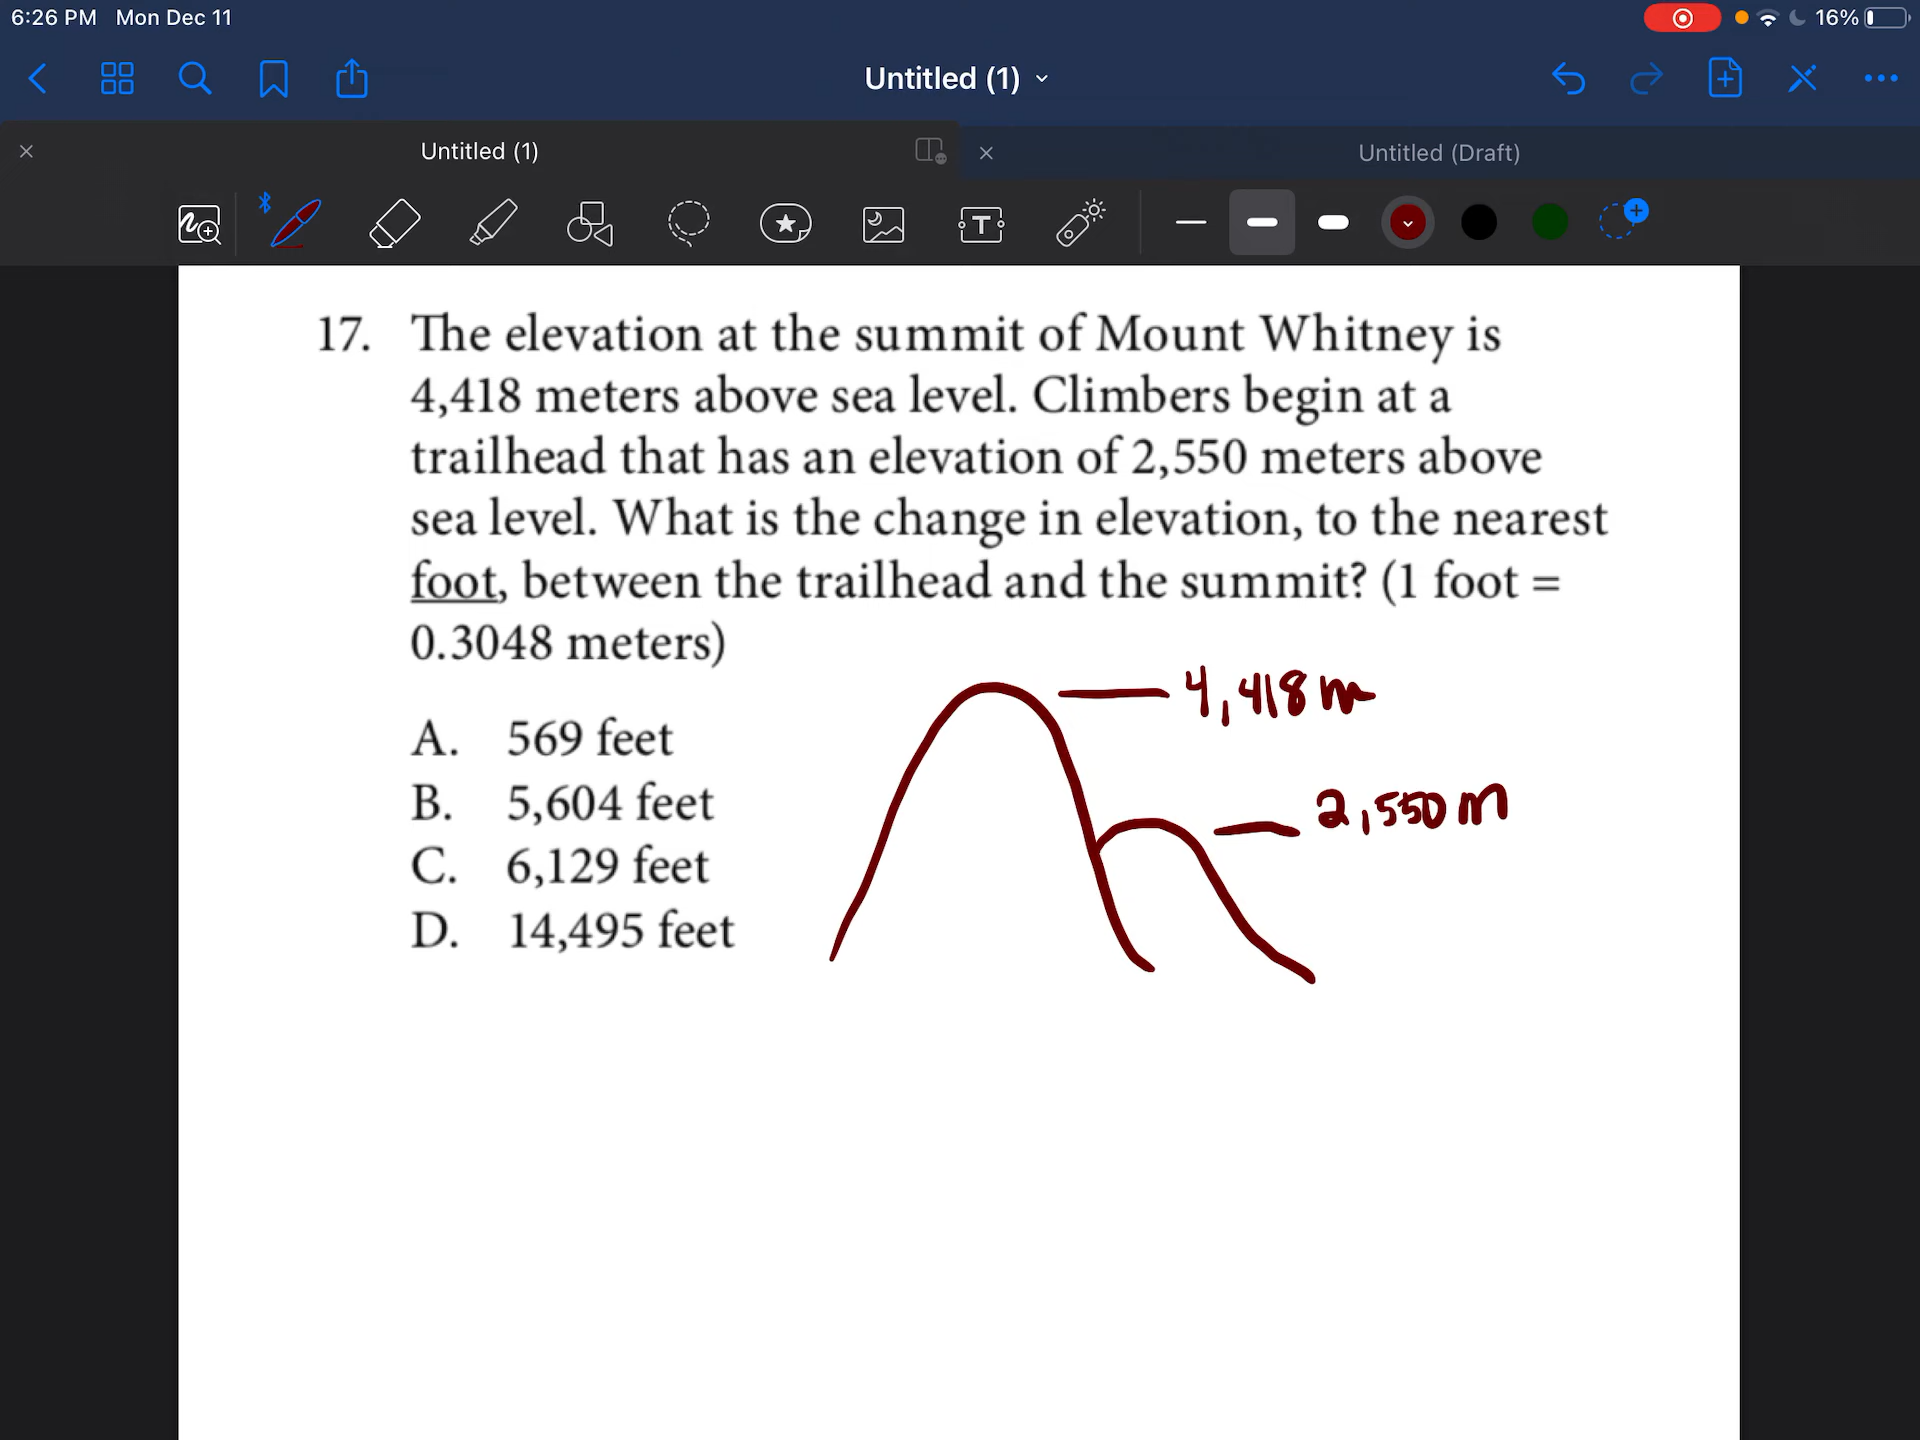 6:26 PM Mon Dec 11
16%
Untitled (1)
Untitled (1)
Untitled (Draft)
T
17. The elevation at the summit of Mount Whitney is
4,418 meters above sea level. Climbers begin at a
trailhead that has an elevation of 2,550 meters above
sea level. What is the change in elevation, to the nearest
foot, between the trailhead and the summit? (1 foot =
0.3048 meters)
4,418 m
A. 569 feet
B. 5,604 feet
2,550 m
C. 6,129 feet
D. 14,495 feet